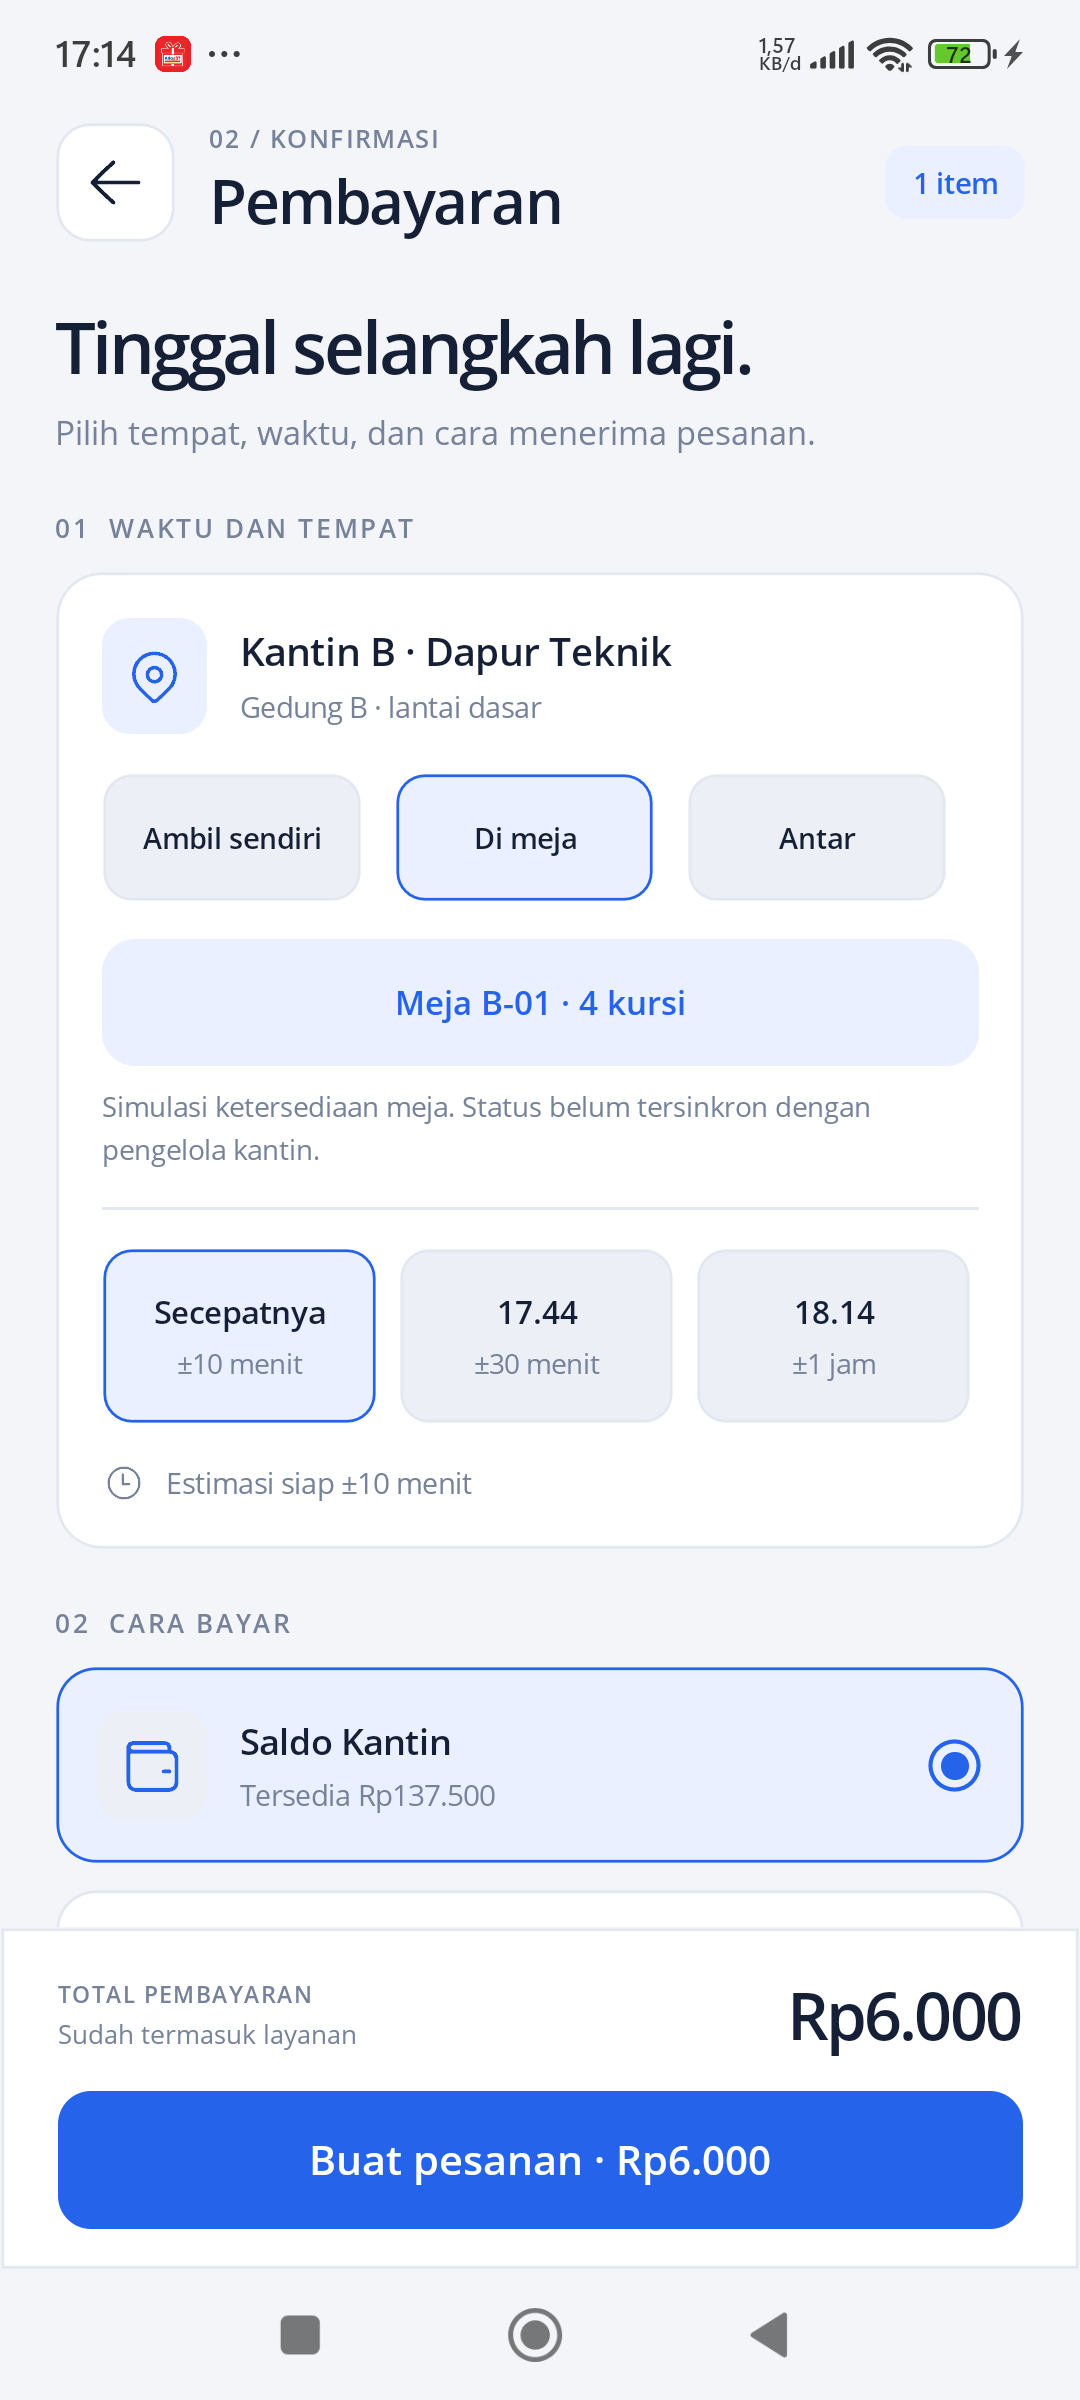 17:14
1,57
KB/d
72
02 / KONFIRMASI
Pembayaran
1 item
Tinggal selangkah lagi.
Pilih tempat, waktu, dan cara menerima pesanan.
01 WAKTU DAN TEMPAT
Kantin B · Dapur Teknik
Gedung B · lantai dasar
Ambil sendiri
Di meja
Antar
Meja B-01 · 4 kursi
Simulasi ketersediaan meja. Status belum tersinkron dengan
pengelola kantin.
Secepatnya
±10 menit
17.44
±30 menit
18.14
±1 jam
Estimasi siap ±10 menit
02 CARA BAYAR
Saldo Kantin
Tersedia Rp137.500
TOTAL PEMBAYARAN
Sudah termasuk layanan
Rp6.000
Buat pesanan · Rp6.000